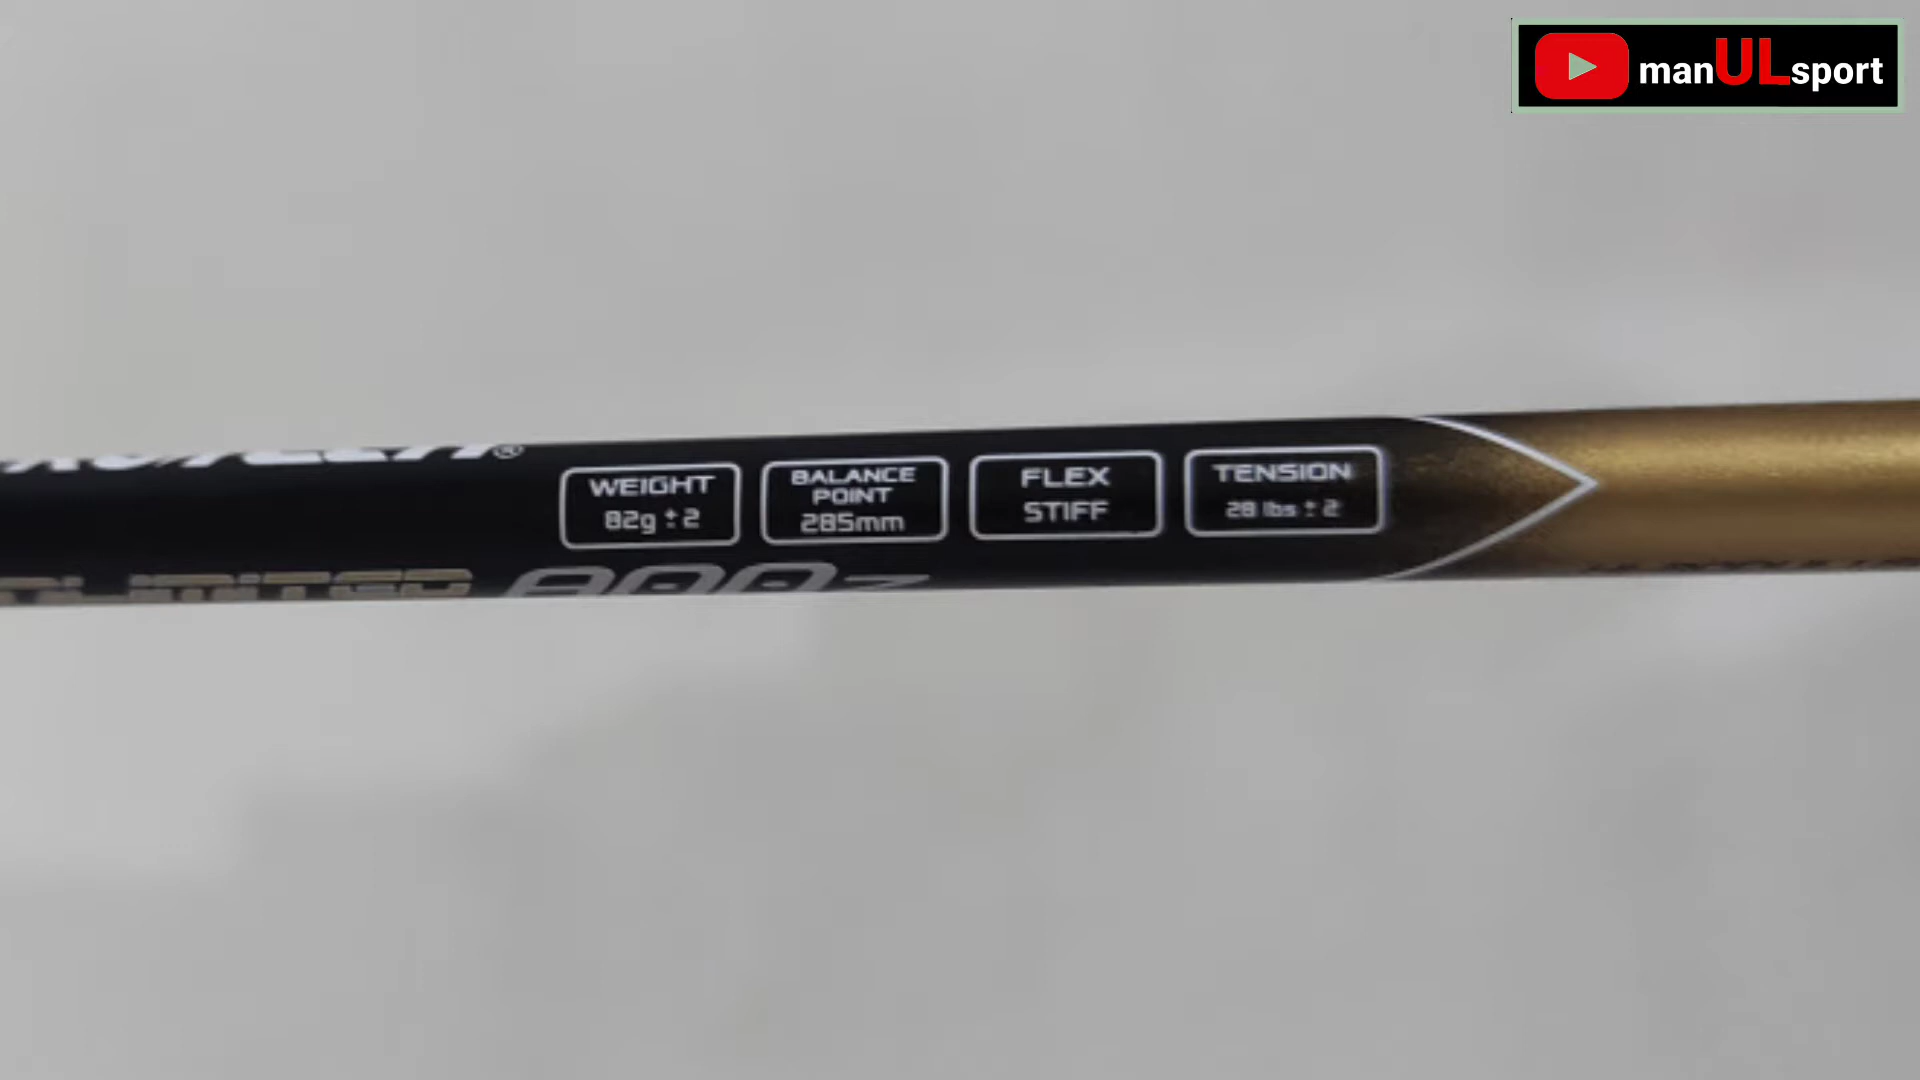 manULsport
WEIGHT
82g ± 2
BALANCE
POINT
285mm
FLEX
STIFF
TENSION
28 lbs ± 2